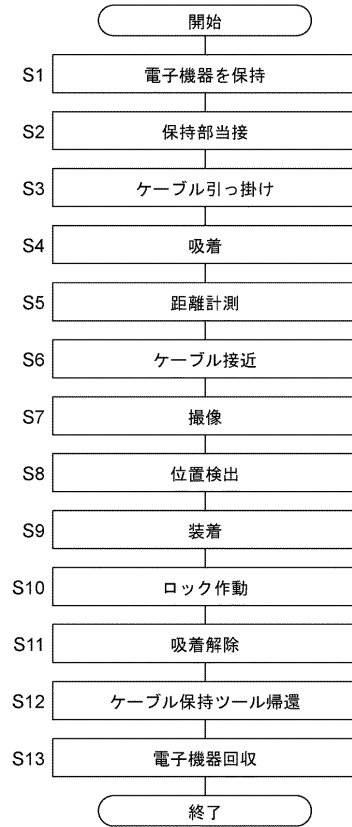 開始
S1 電子機器を保持
S2 保持部当接
S3 ケーブル引っ掛け
S4 吸着
S5 距離計測
S6 ケーブル接近
S7 撮像
S8 位置検出
S9 装着
S10 ロック作動
S11 吸着解除
S12 ケーブル保持ツール帰還
S13 電子機器回収
終了